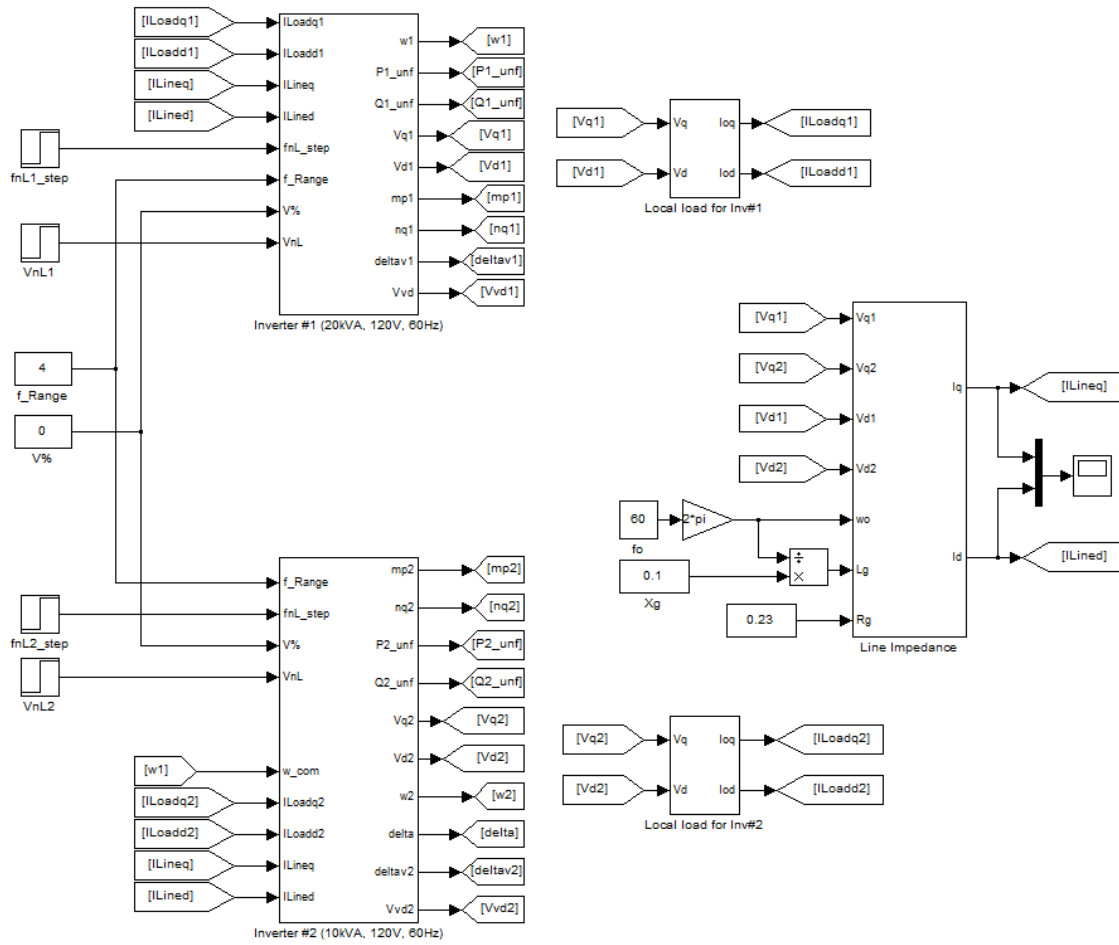 [ILoadq1]
[ILoadd1]
[ILineq]
[ILined]
fnL1_step
VnL1
ILoadq1
ILoadd1
ILineq
ILined
fnL_step
f_Range
V%
VnL
w1
P1_unf
Q1_unf
Vq1
Vd1
mp1
nq1
deltav1
Vvd
[w1]
[P1_unf]
[Q1_unf]
[Vq1]
[Vd1]
[mp1]
[nq1]
[deltav1]
[Vvd1]
Inverter #1 (20kVA, 120V, 60Hz)
4
f_Range
0
V%
[Vq1]
[Vd1]
Vq
Vd
Ioq
Iod
[ILoadq1]
[ILoadd1]
Local load for Inv#1
[Vq1]
[Vq2]
[Vd1]
[Vd2]
60
fo
2*pi
0.1
Xg
÷
×
0.23
Vq1
Vq2
Vd1
Vd2
wo
Lg
Rg
Iq
Id
[ILineq]
[ILined]
Line Impedance
fnL2_step
VnL2
[w1]
[ILoadq2]
[ILoadd2]
[ILineq]
[ILined]
f_Range
fnL_step
V%
VnL
w_com
ILoadq2
ILoadd2
ILineq
ILined
mp2
nq2
P2_unf
Q2_unf
Vq2
Vd2
w2
delta
deltav2
Vvd2
[mp2]
[nq2]
[P2_unf]
[Q2_unf]
[Vq2]
[Vd2]
[w2]
[delta]
[deltav2]
[Vvd2]
Inverter #2 (10kVA, 120V, 60Hz)
[Vq2]
[Vd2]
Vq
Vd
Ioq
Iod
[ILoadq2]
[ILoadd2]
Local load for Inv#2